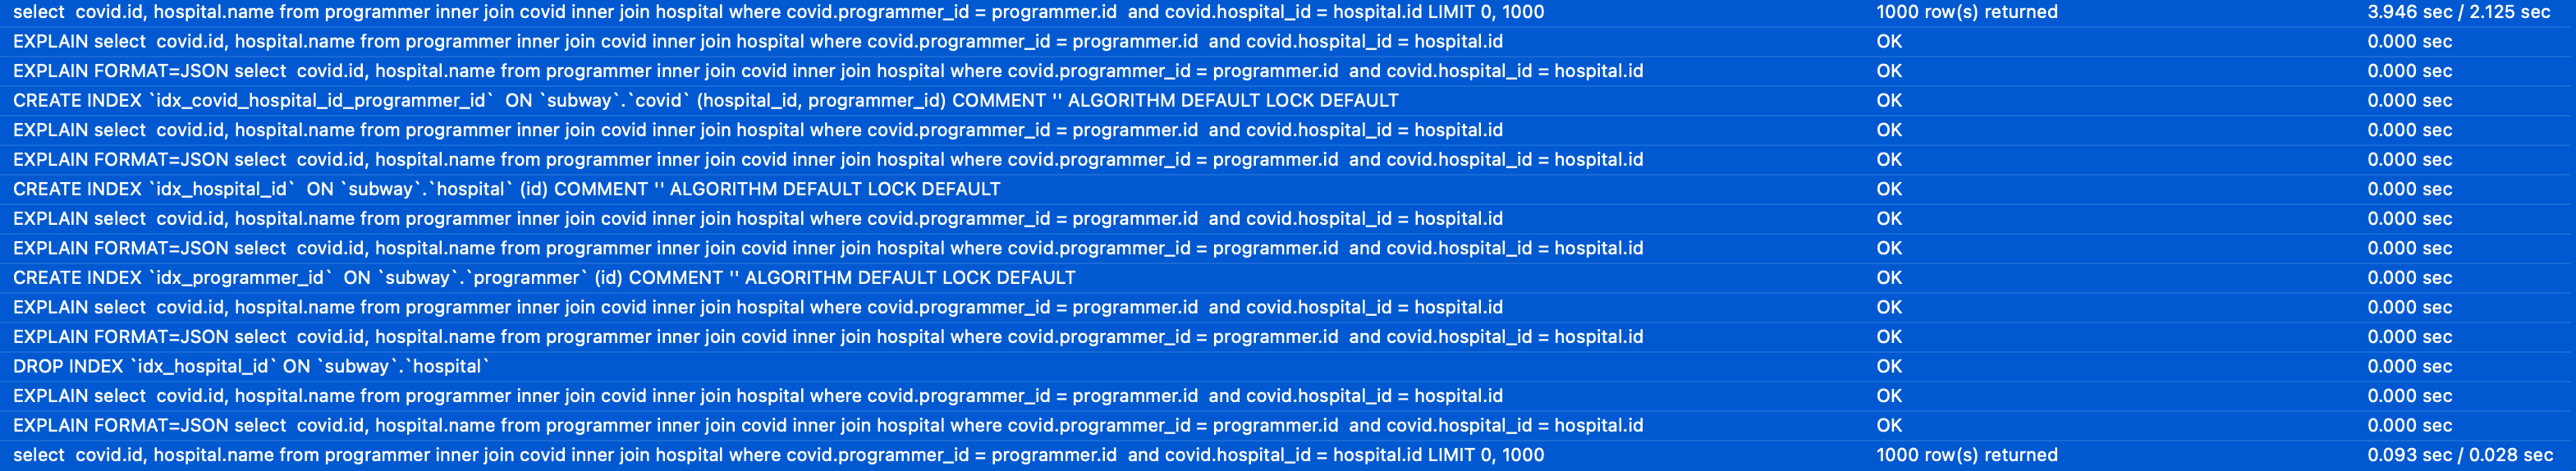 select  covid.id, hospital.name from programmer inner join covid inner join hospital where covid.programmer_id = programmer.id  and covid.hospital_id = hospital.id LIMIT 0, 1000 1000 row(s) returned 3.946 sec / 2.125 sec
EXPLAIN select  covid.id, hospital.name from programmer inner join covid inner join hospital where covid.programmer_id = programmer.id  and covid.hospital_id = hospital.id OK 0.000 sec
EXPLAIN FORMAT=JSON select  covid.id, hospital.name from programmer inner join covid inner join hospital where covid.programmer_id = programmer.id  and covid.hospital_id = hospital.id OK 0.000 sec
CREATE INDEX `idx_covid_hospital_id_programmer_id`  ON `subway`.`covid` (hospital_id, programmer_id) COMMENT '' ALGORITHM DEFAULT LOCK DEFAULT OK 0.000 sec
EXPLAIN select  covid.id, hospital.name from programmer inner join covid inner join hospital where covid.programmer_id = programmer.id  and covid.hospital_id = hospital.id OK 0.000 sec
EXPLAIN FORMAT=JSON select  covid.id, hospital.name from programmer inner join covid inner join hospital where covid.programmer_id = programmer.id  and covid.hospital_id = hospital.id OK 0.000 sec
CREATE INDEX `idx_hospital_id`  ON `subway`.`hospital` (id) COMMENT '' ALGORITHM DEFAULT LOCK DEFAULT OK 0.000 sec
EXPLAIN select  covid.id, hospital.name from programmer inner join covid inner join hospital where covid.programmer_id = programmer.id  and covid.hospital_id = hospital.id OK 0.000 sec
EXPLAIN FORMAT=JSON select  covid.id, hospital.name from programmer inner join covid inner join hospital where covid.programmer_id = programmer.id  and covid.hospital_id = hospital.id OK 0.000 sec
CREATE INDEX `idx_programmer_id`  ON `subway`.`programmer` (id) COMMENT '' ALGORITHM DEFAULT LOCK DEFAULT OK 0.000 sec
EXPLAIN select  covid.id, hospital.name from programmer inner join covid inner join hospital where covid.programmer_id = programmer.id  and covid.hospital_id = hospital.id OK 0.000 sec
EXPLAIN FORMAT=JSON select  covid.id, hospital.name from programmer inner join covid inner join hospital where covid.programmer_id = programmer.id  and covid.hospital_id = hospital.id OK 0.000 sec
DROP INDEX `idx_hospital_id` ON `subway`.`hospital` OK 0.000 sec
EXPLAIN select  covid.id, hospital.name from programmer inner join covid inner join hospital where covid.programmer_id = programmer.id  and covid.hospital_id = hospital.id OK 0.000 sec
EXPLAIN FORMAT=JSON select  covid.id, hospital.name from programmer inner join covid inner join hospital where covid.programmer_id = programmer.id  and covid.hospital_id = hospital.id OK 0.000 sec
select  covid.id, hospital.name from programmer inner join covid inner join hospital where covid.programmer_id = programmer.id  and covid.hospital_id = hospital.id LIMIT 0, 1000 1000 row(s) returned 0.093 sec / 0.028 sec